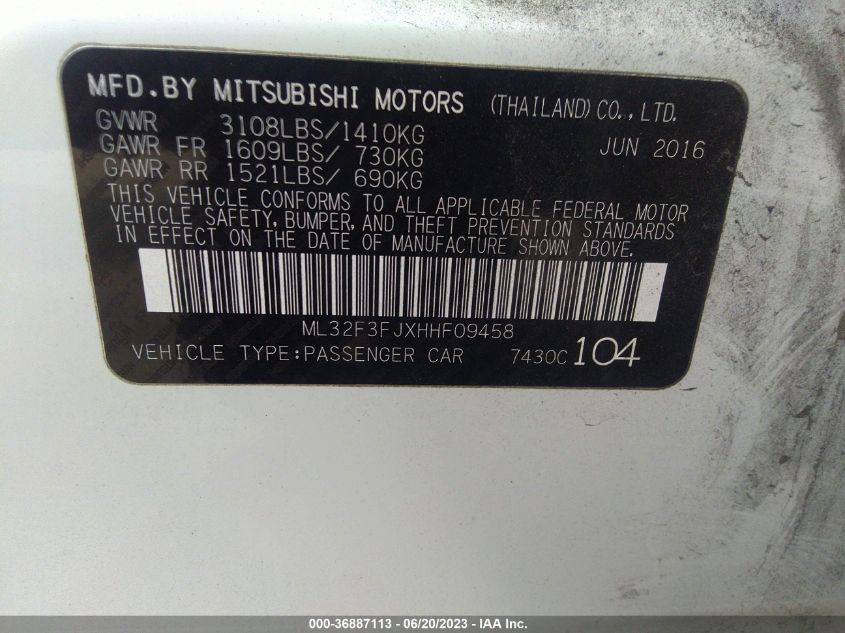 MFD.BY MITSUBISHI MOTORS (THAILAND) CO., LTD.
GVWR 3108LBS/1410KG JUN 2016
GAWR FR 1609LBS/ 730KG
GAWR RR 1521LBS/ 690KG
THIS VEHICLE CONFORMS TO ALL APPLICABLE FEDERAL MOTOR
VEHICLE SAFETY, BUMPER, AND THEFT PREVENTION STANDARDS
IN EFFECT ON THE DATE OF MANUFACTURE SHOWN ABOVE.
ML32F3FJXHHF09458
VEHICLE TYPE:PASSENGER CAR 7430C 104
000-36887113 - 06/20/2023 - IAA Inc.